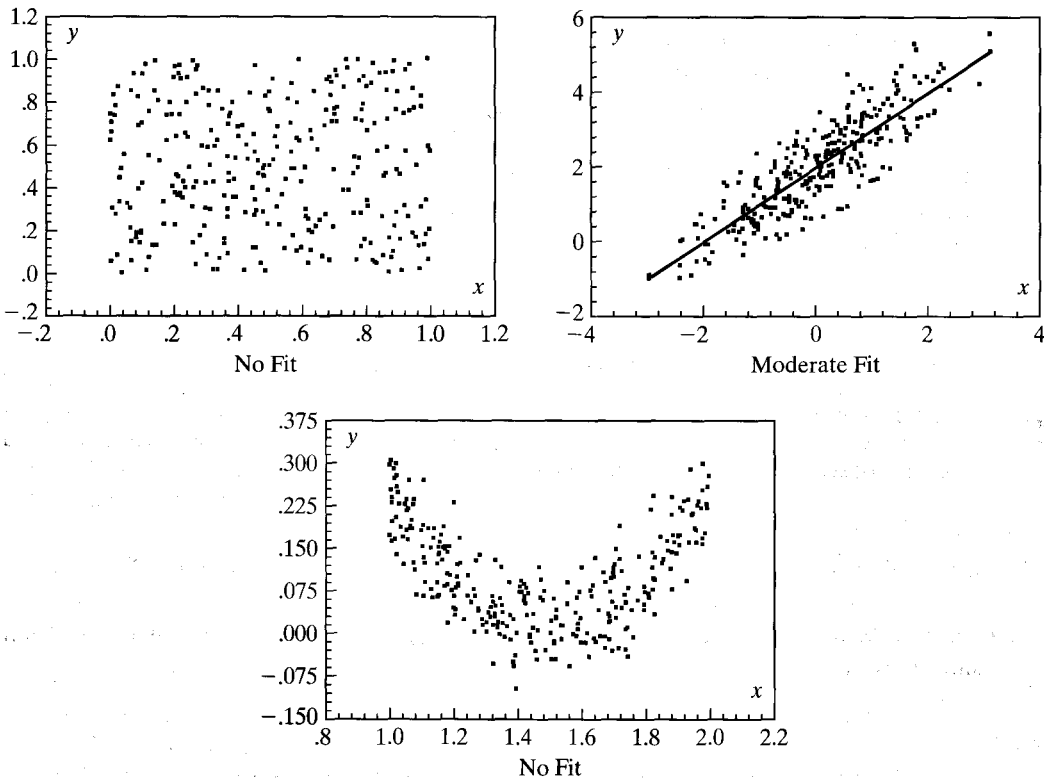 1.2
y
1.0
.8
.6
.4
.2
.0
x
−.2
−.2 .0 .2 .4 .6 .8 1.0 1.2
No Fit
6
y
4
2
0
x
−2
−4 −2 0 2 4
Moderate Fit
.375
y
.300
.225
.150
.075
.000
−.075
x
−.150
.8 1.0 1.2 1.4 1.6 1.8 2.0 2.2
No Fit